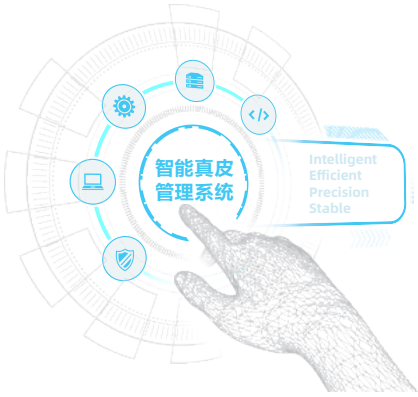 智能真皮
管理系统
Intelligent
Efficient
Precision
Stable